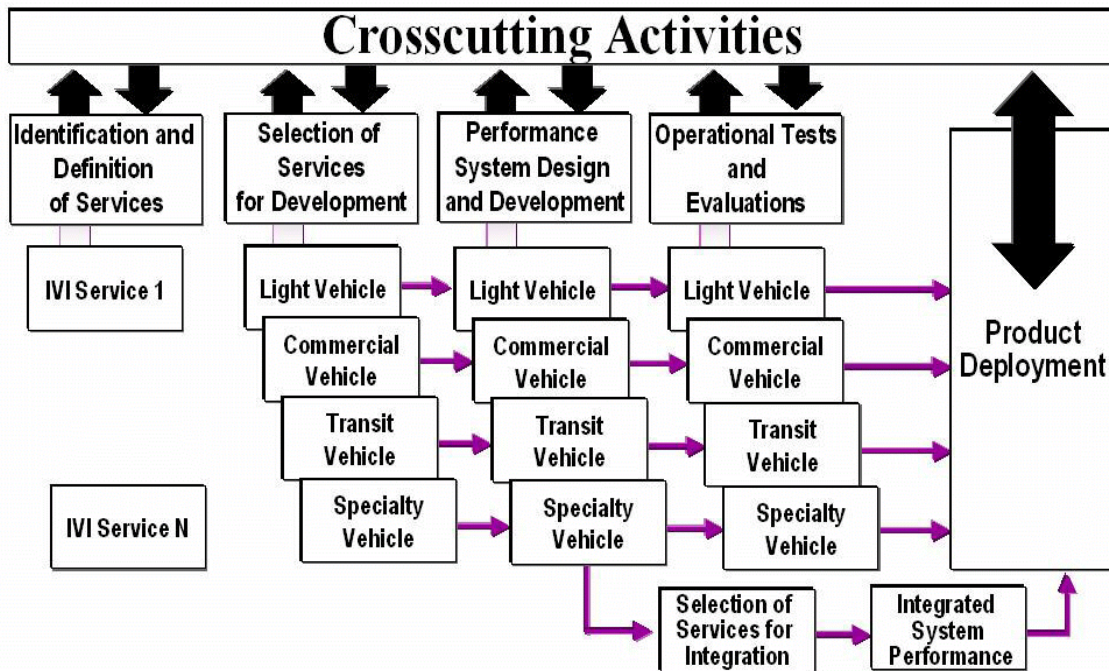 Crosscutting Activities
Identification and
Definition
of Services
Selection of
Services
for Development
Performance
System Design
and Development
Operational Tests
and
Evaluations
IVI Service 1
Light Vehicle
Light Vehicle
Light Vehicle
Product
Deployment
Commercial
Vehicle
Commercial
Vehicle
Commercial
Vehicle
Transit
Vehicle
Transit
Vehicle
Transit
Vehicle
IVI Service N
Specialty
Vehicle
Specialty
Vehicle
Specialty
Vehicle
Selection of
Services for
Integration
Integrated
System
Performance